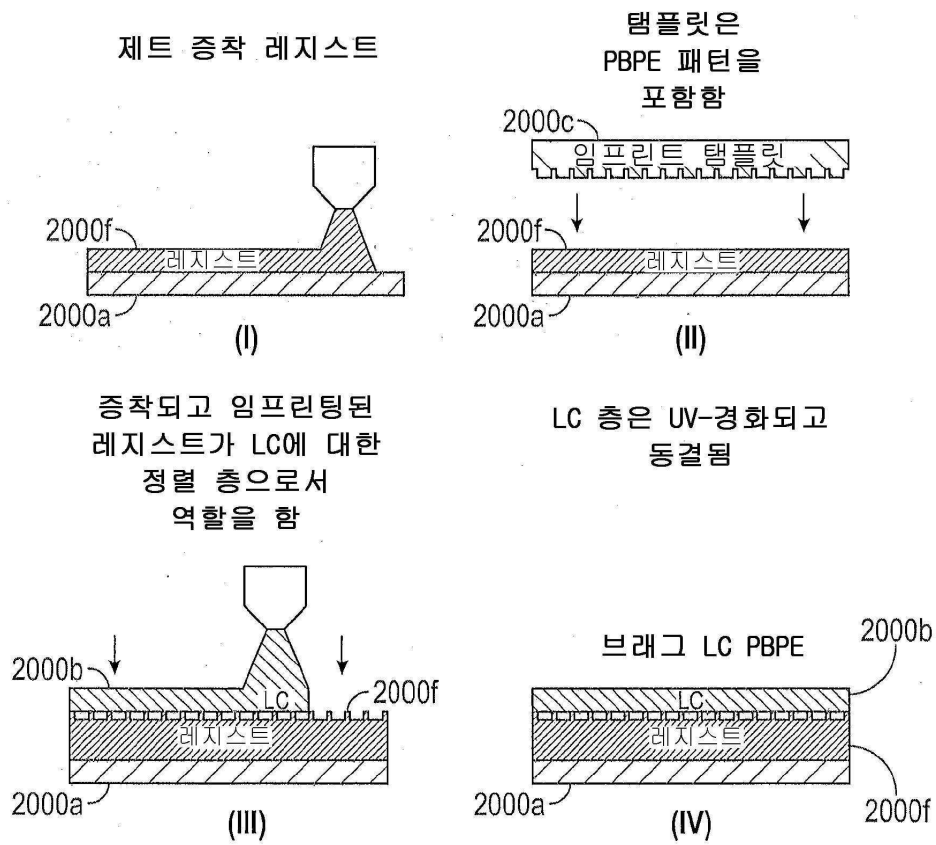 제트 증착 레지스트
2000f
레지스트
2000a
(I)
탬플릿은
PBPE 패턴을
포함함
2000c
임프린트 탬플릿
2000f
레지스트
2000a
(II)
증착되고 임프린팅된
레지스트가 LC에 대한
정렬 층으로서
역할을 함
2000b
LC
2000f
레지스트
2000a
(III)
LC 층은 UV-경화되고
동결됨
브래그 LC PBPE
2000b
LC
레지스트
2000a
2000f
(IV)